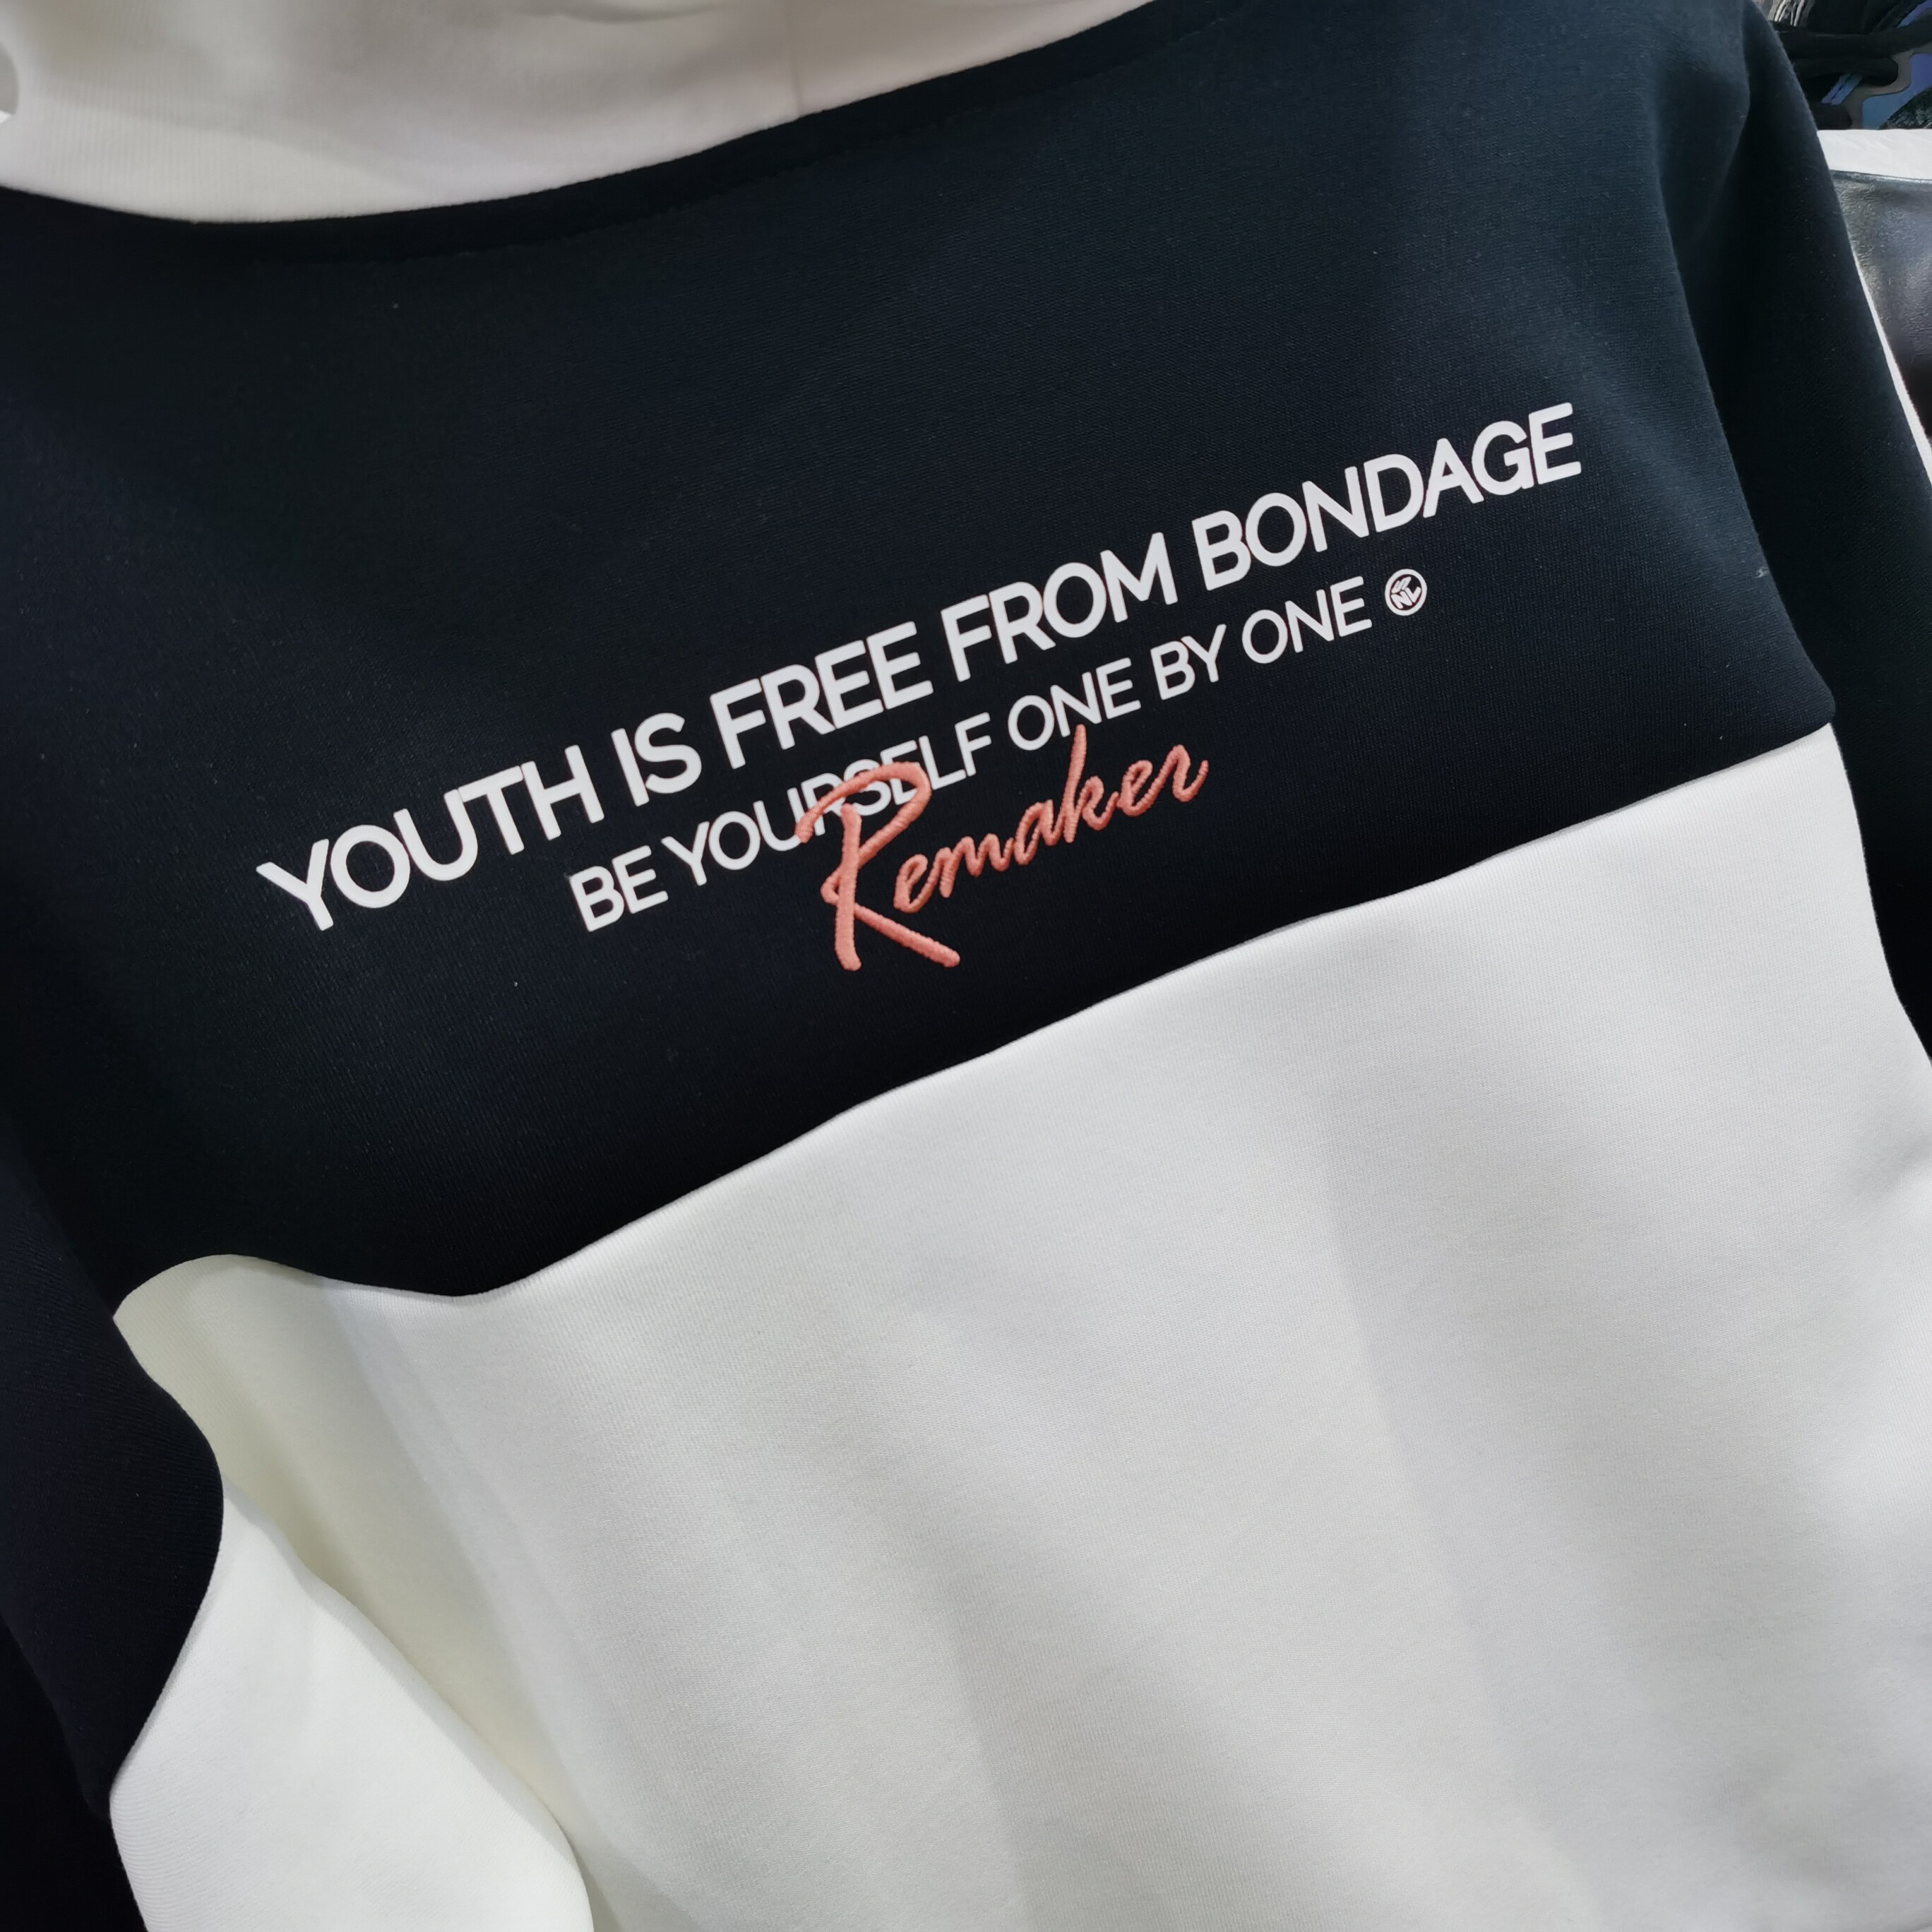 YOUTH IS FREE FROM BONDAGE
BE YOURSELF ONE BY ONE
Remaker